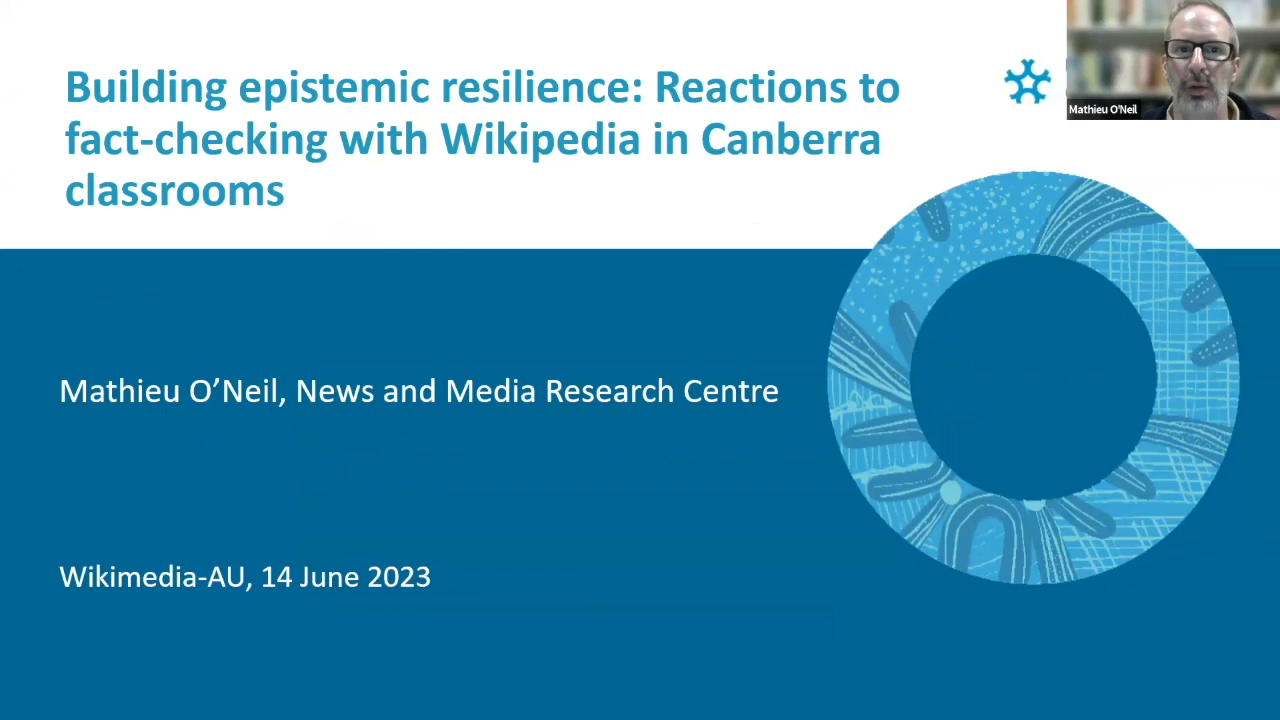 Building epistemic resilience: Reactions to
fact-checking with Wikipedia in Canberra
classrooms
Mathieu O'Neil
Mathieu O’Neil, News and Media Research Centre
Wikimedia-AU, 14 June 2023